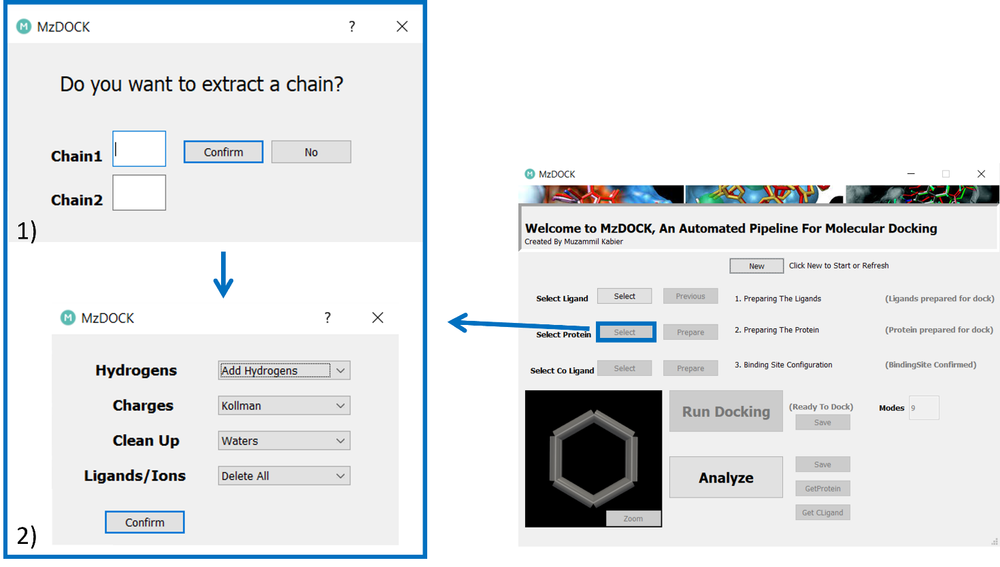 M MzDOCK ?
Do you want to extract a chain?
Chain1 Confirm No
Chain2
1)
M MzDOCK ?
Hydrogens Add Hydrogens
Charges Kollman
Clean Up Waters
Ligands/Ions Delete All
Confirm
2)
M MzDOCK
Welcome to MzDOCK, An Automated Pipeline For Molecular Docking
Created By Muzammil Kabier
New Click New to Start or Refresh
Select Ligand Select Previous 1. Preparing The Ligands (Ligands prepared for dock)
Select Protein Select Prepare 2. Preparing The Protein (Protein prepared for dock)
Select Co Ligand Select Prepare 3. Binding Site Configuration (BindingSite Confirmed)
Run Docking (Ready To Dock) Modes 9
Save
Analyze Save
GetProtein
Get CLigand
Zoom